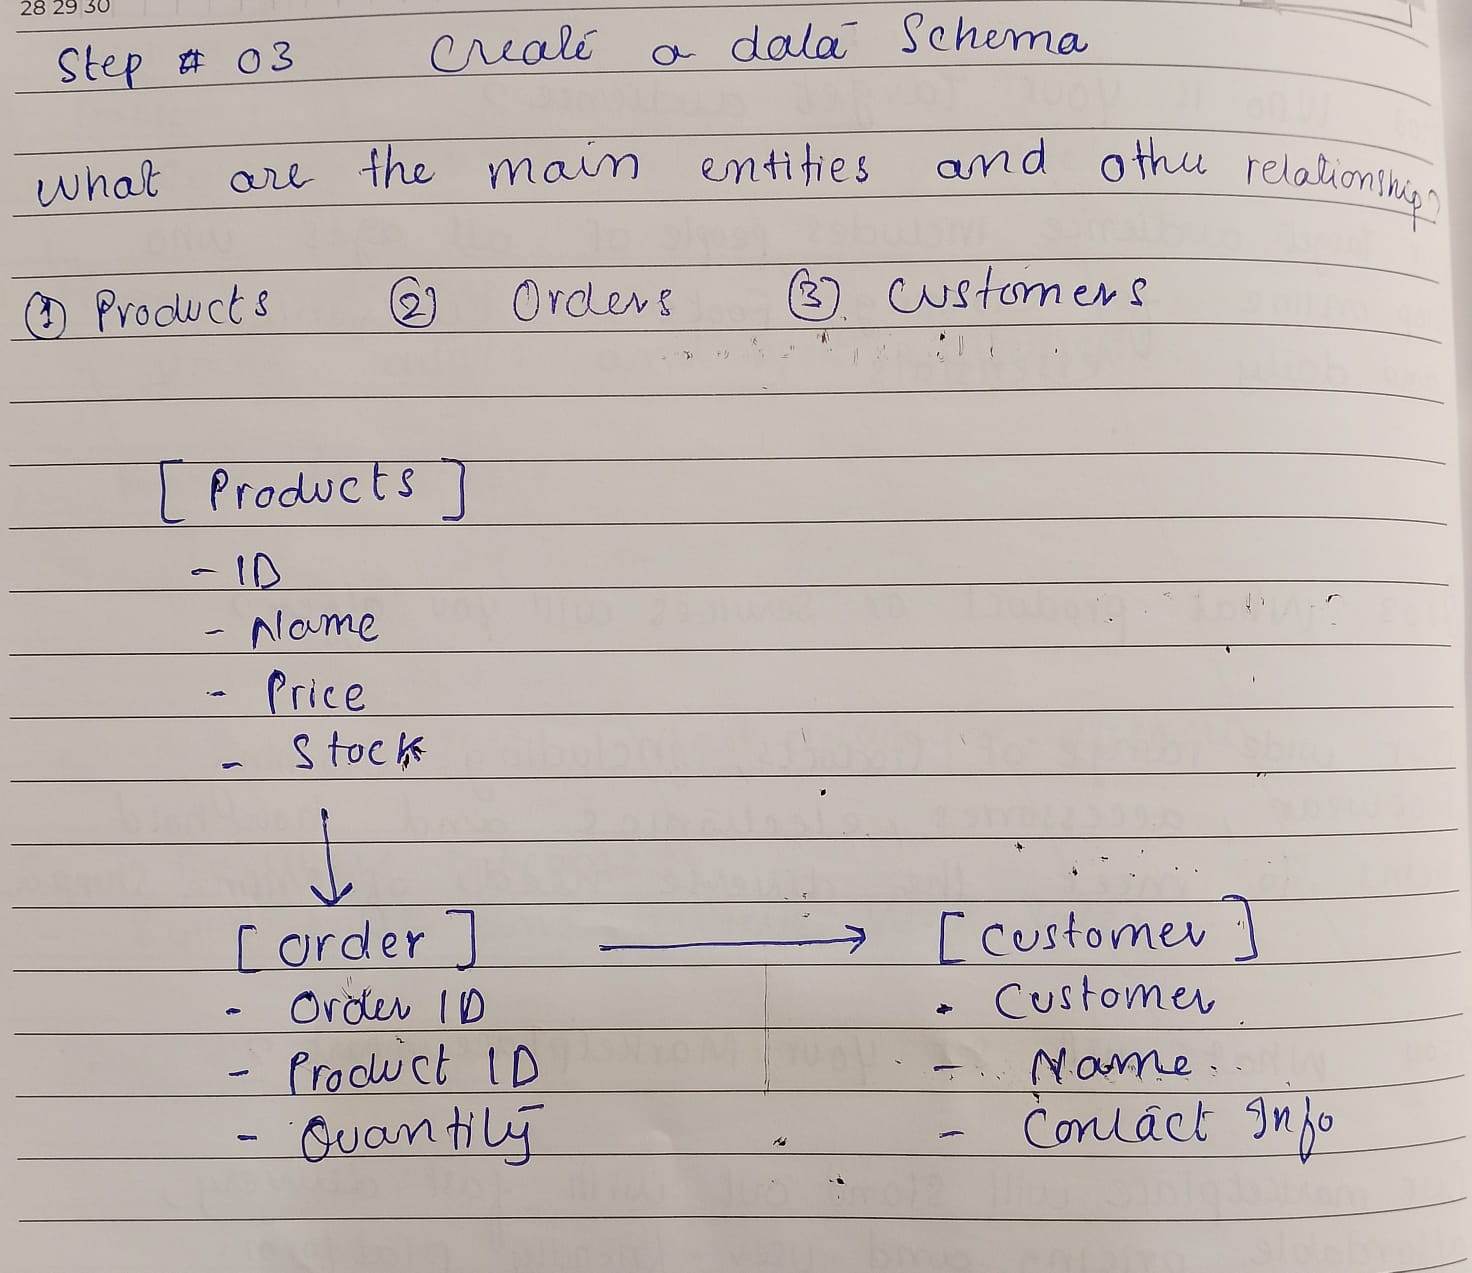 28 29 30
Step # 03 Create a data Schema
What are the main entities and other relationship?
① Products ② Orders ③ Customers
[ Products ]
- ID
- Name
- Price
- Stock
[ order ] [ customer ]
- Order ID - Customer
- Product ID - Name
- Quantity - Contact Info